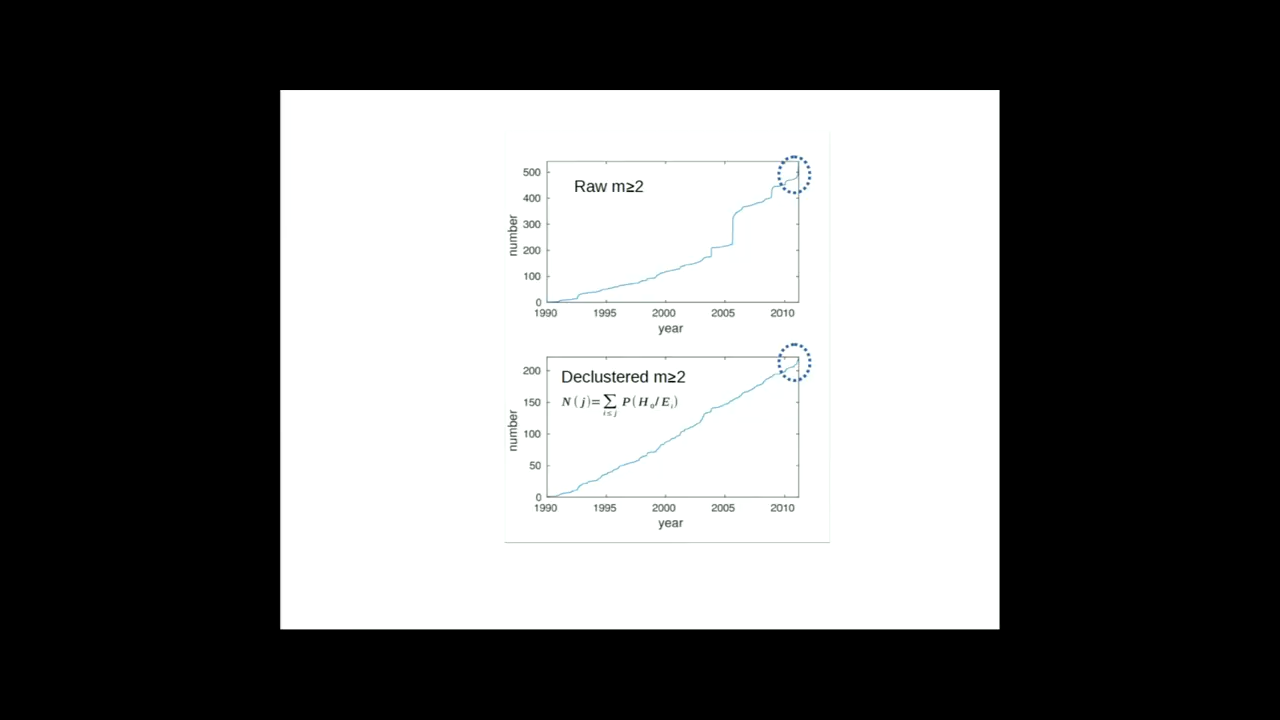 500
Raw m≥2
400
300
200
100
0
number
1990 1995 2000 2005 2010
year
200
Declustered m≥2
150
N(j)=∑ P(H₀/Eᵢ)
i≤j
100
50
0
number
1990 1995 2000 2005 2010
year